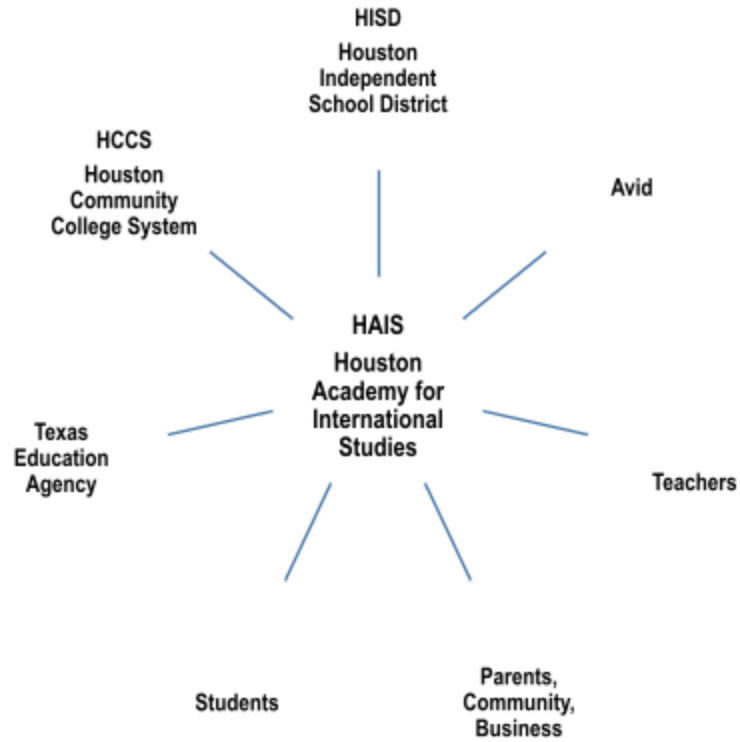 HISD
Houston
Independent
School District
HCCS
Houston
Community
College System
Avid
HAIS
Houston
Academy for
International
Studies
Texas
Education
Agency
Teachers
Students
Parents,
Community,
Business